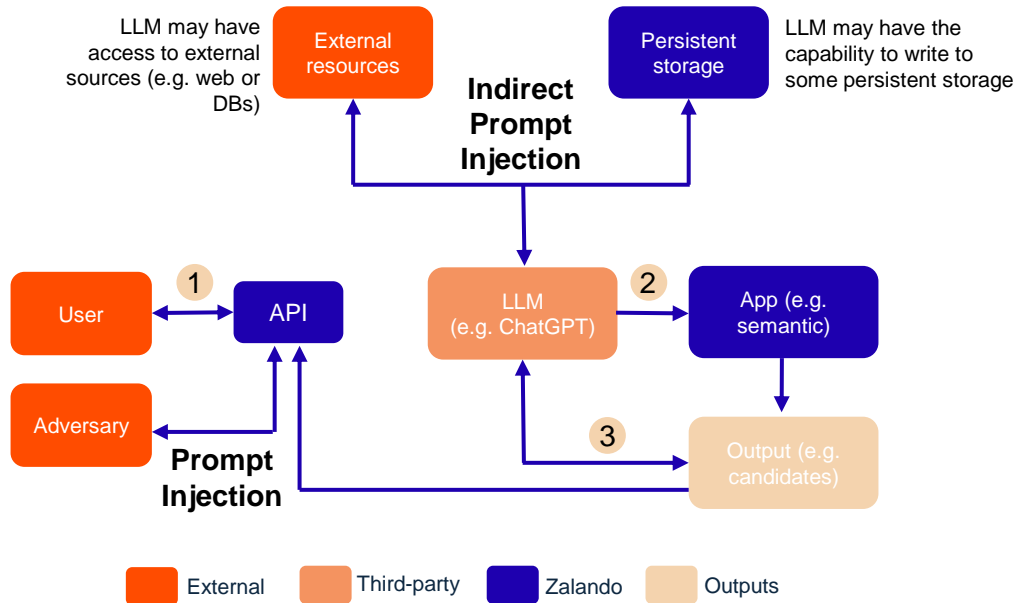 LLM may have
access to external
sources (e.g. web or
DBs)
External
resources
Persistent
storage
LLM may have the
capability to write to
some persistent storage
Indirect
Prompt
Injection
1
2
User
API
LLM
(e.g. ChatGPT)
App (e.g.
semantic)
Adversary
3
Output (e.g.
candidates)
Prompt
Injection
External
Third-party
Zalando
Outputs